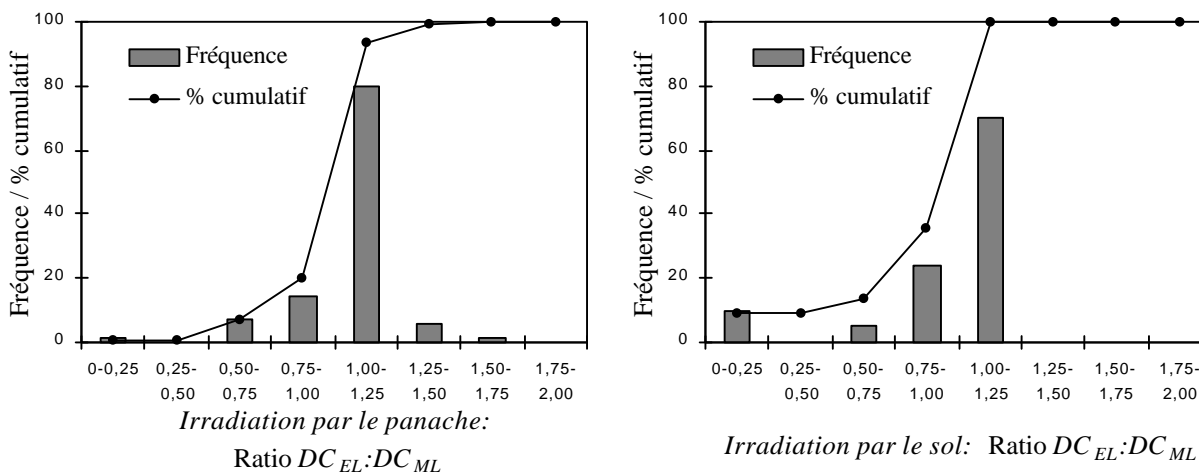 Fréquence / % cumulatif
100
80
60
40
20
0
Fréquence
% cumulatif
0-0,25 0,25- 0,50- 0,75- 1,00- 1,25- 1,50- 1,75-
0,50 0,75 1,00 1,25 1,50 1,75 2,00
Irradiation par le panache:
Ratio DC EL:DC ML
Fréquence / % cumulatif
100
80
60
40
20
0
Fréquence
% cumulatif
0-0,25 0,25- 0,50- 0,75- 1,00- 1,25- 1,50- 1,75-
0,50 0,75 1,00 1,25 1,50 1,75 2,00
Irradiation par le sol: Ratio DC EL:DC ML